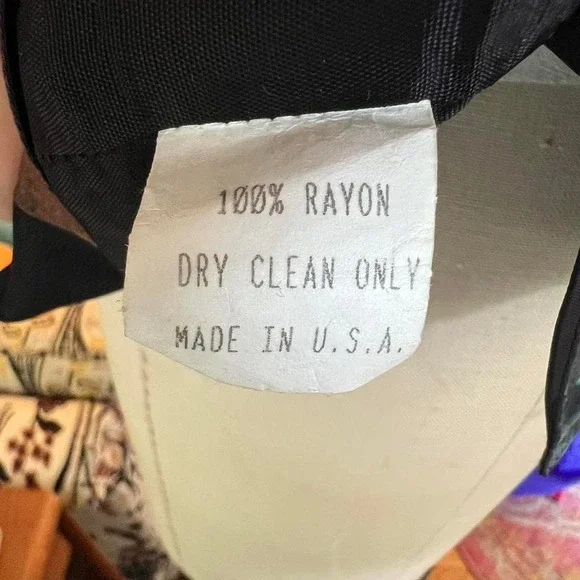 100% RAYON
DRY CLEAN ONLY
MADE IN U.S.A.